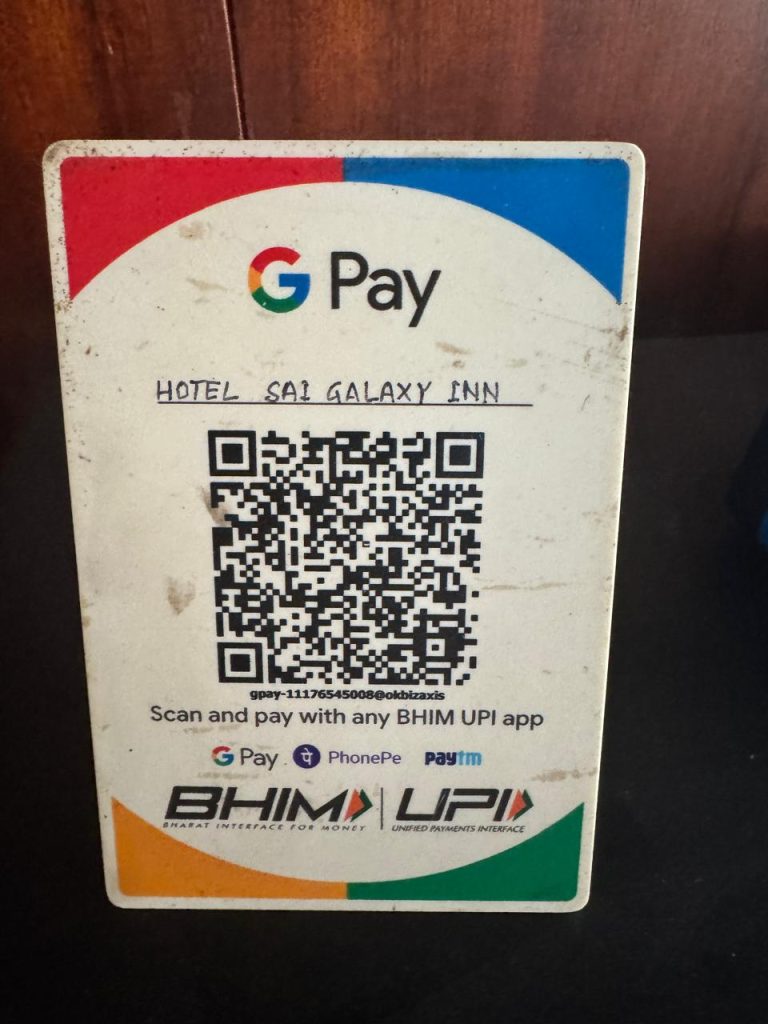 G Pay
HOTEL SAI GALAXY INN
gpay-11176545008@okbizaxis
Scan and pay with any BHIM UPI app
G Pay पे PhonePe paytm
BHIM UPI
BHARAT INTERFACE FOR MONEY UNIFIED PAYMENTS INTERFACE